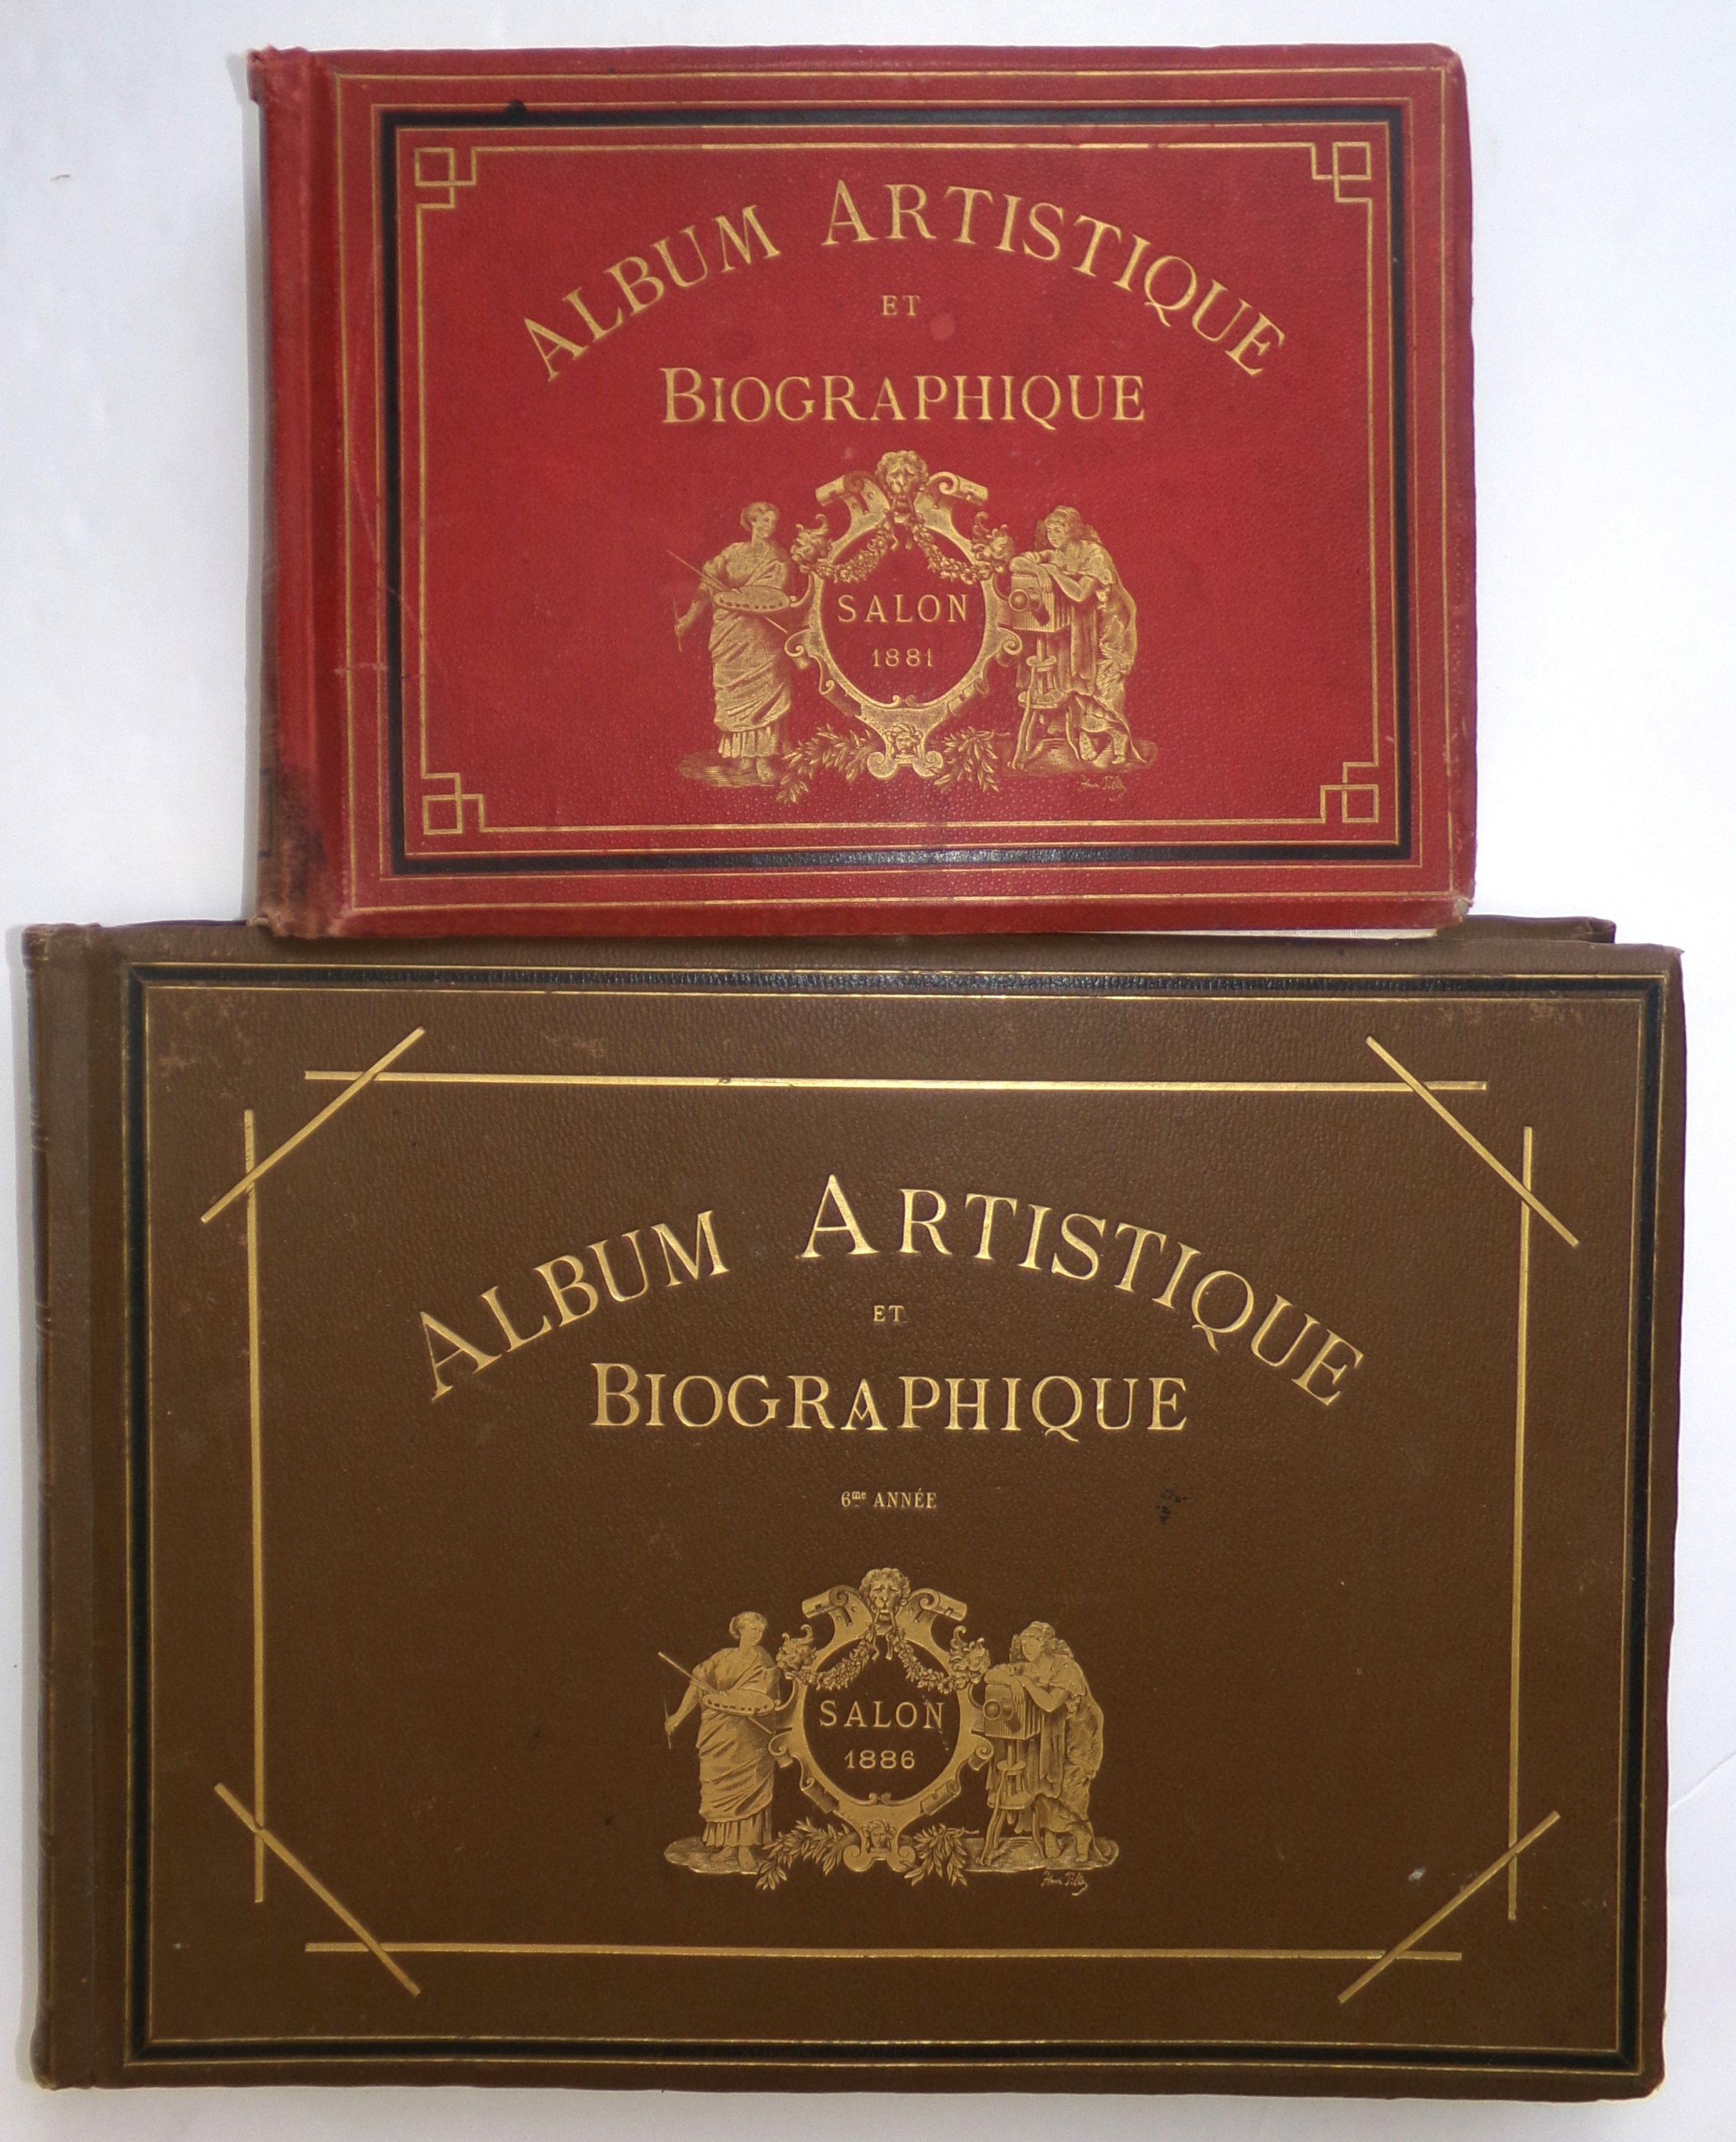 ALBUM ARTISTIQUE
ET
BIOGRAPHIQUE
SALON
1881
ALBUM ARTISTIQUE
ET
BIOGRAPHIQUE
6me ANNÉE
SALON
1886